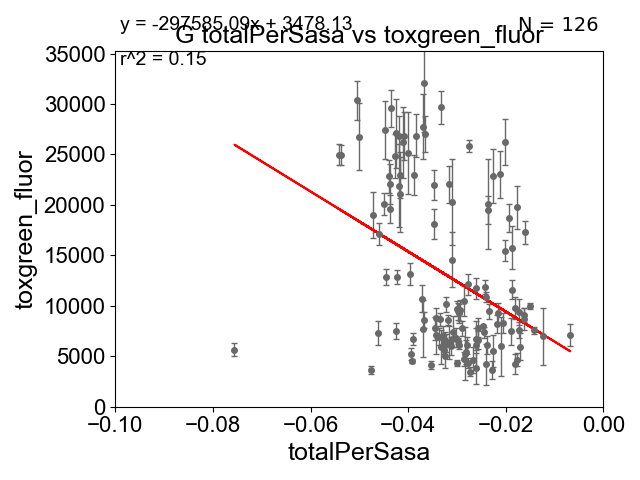 y = -297585.09x + 3478.13
N = 126
G totalPerSasa vs toxgreen_fluor
r^2 = 0.15
35000
30000
25000
20000
15000
10000
5000
0
toxgreen_fluor
−0.10 −0.08 −0.06 −0.04 −0.02 0.00
totalPerSasa